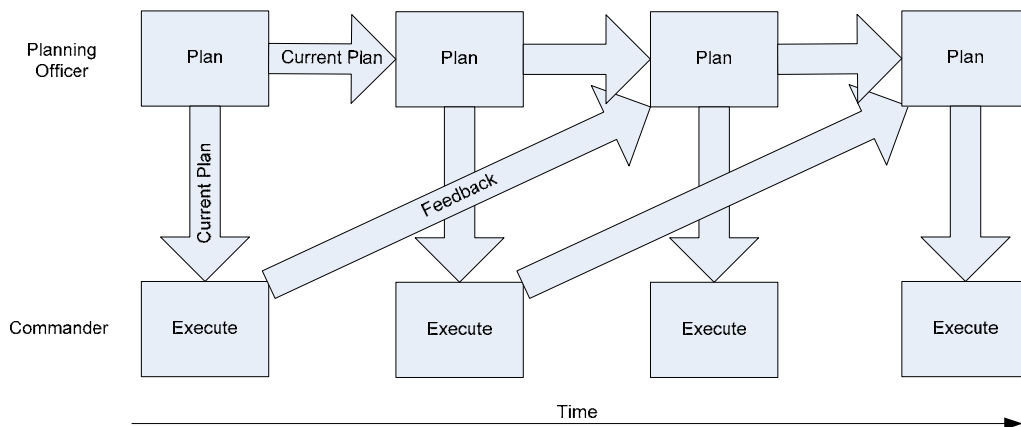 Planning
Officer
Plan
Current Plan
Plan
Plan
Plan
Current Plan
Feedback
Commander
Execute
Execute
Execute
Execute
Time